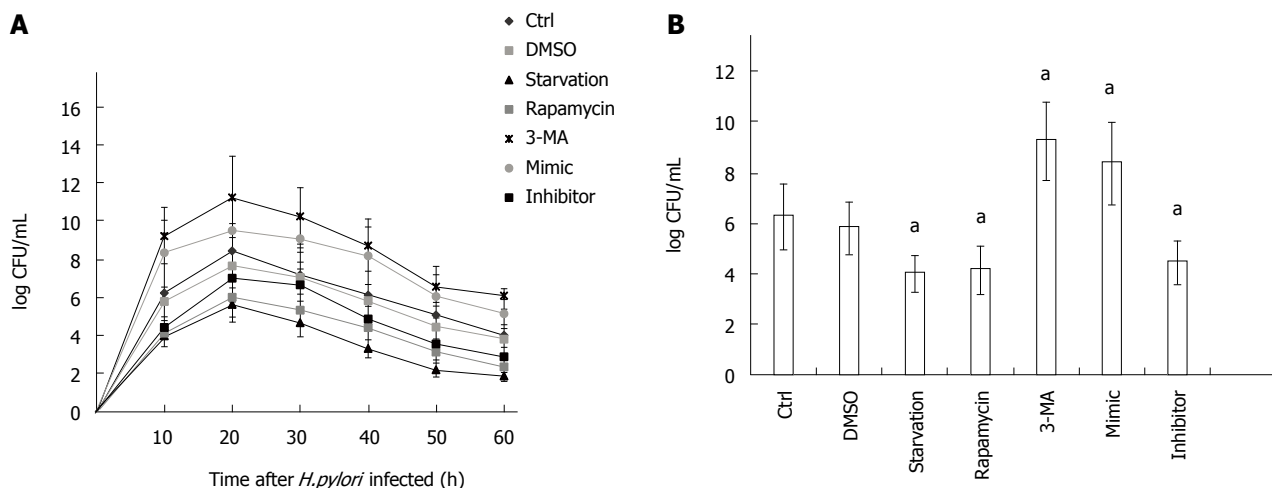 A
Ctrl
DMSO
Starvation
Rapamycin
3-MA
Mimic
Inhibitor
log CFU/mL
16
14
12
10
8
6
4
2
0
10 20 30 40 50 60
Time after H.pylori infected (h)
B
log CFU/mL
12
10
8
6
4
2
0
a a a a a
Ctrl
DMSO
Starvation
Rapamycin
3-MA
Mimic
Inhibitor